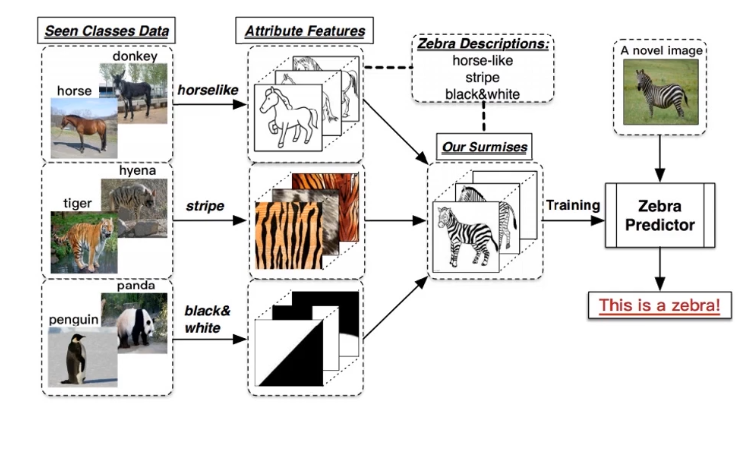 Seen Classes Data
Attribute Features
Zebra Descriptions:
horse-like
stripe
black&white
A novel image
donkey
horse
horselike
Our Surmises
hyena
tiger
stripe
Training
Zebra
Predictor
panda
penguin
black&
white
This is a zebra!